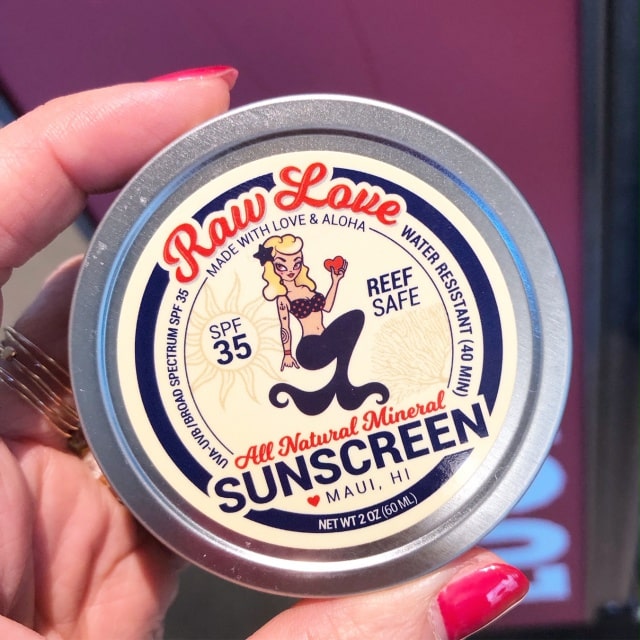 Raw Love
MADE WITH LOVE & ALOHA
UVA-UVB/BROAD SPECTRUM SPF 35
WATER RESISTANT (40 MIN)
SPF
35
REEF
SAFE
All Natural Mineral
SUNSCREEN
MAUI, HI
NET WT 2 OZ (60 ML)